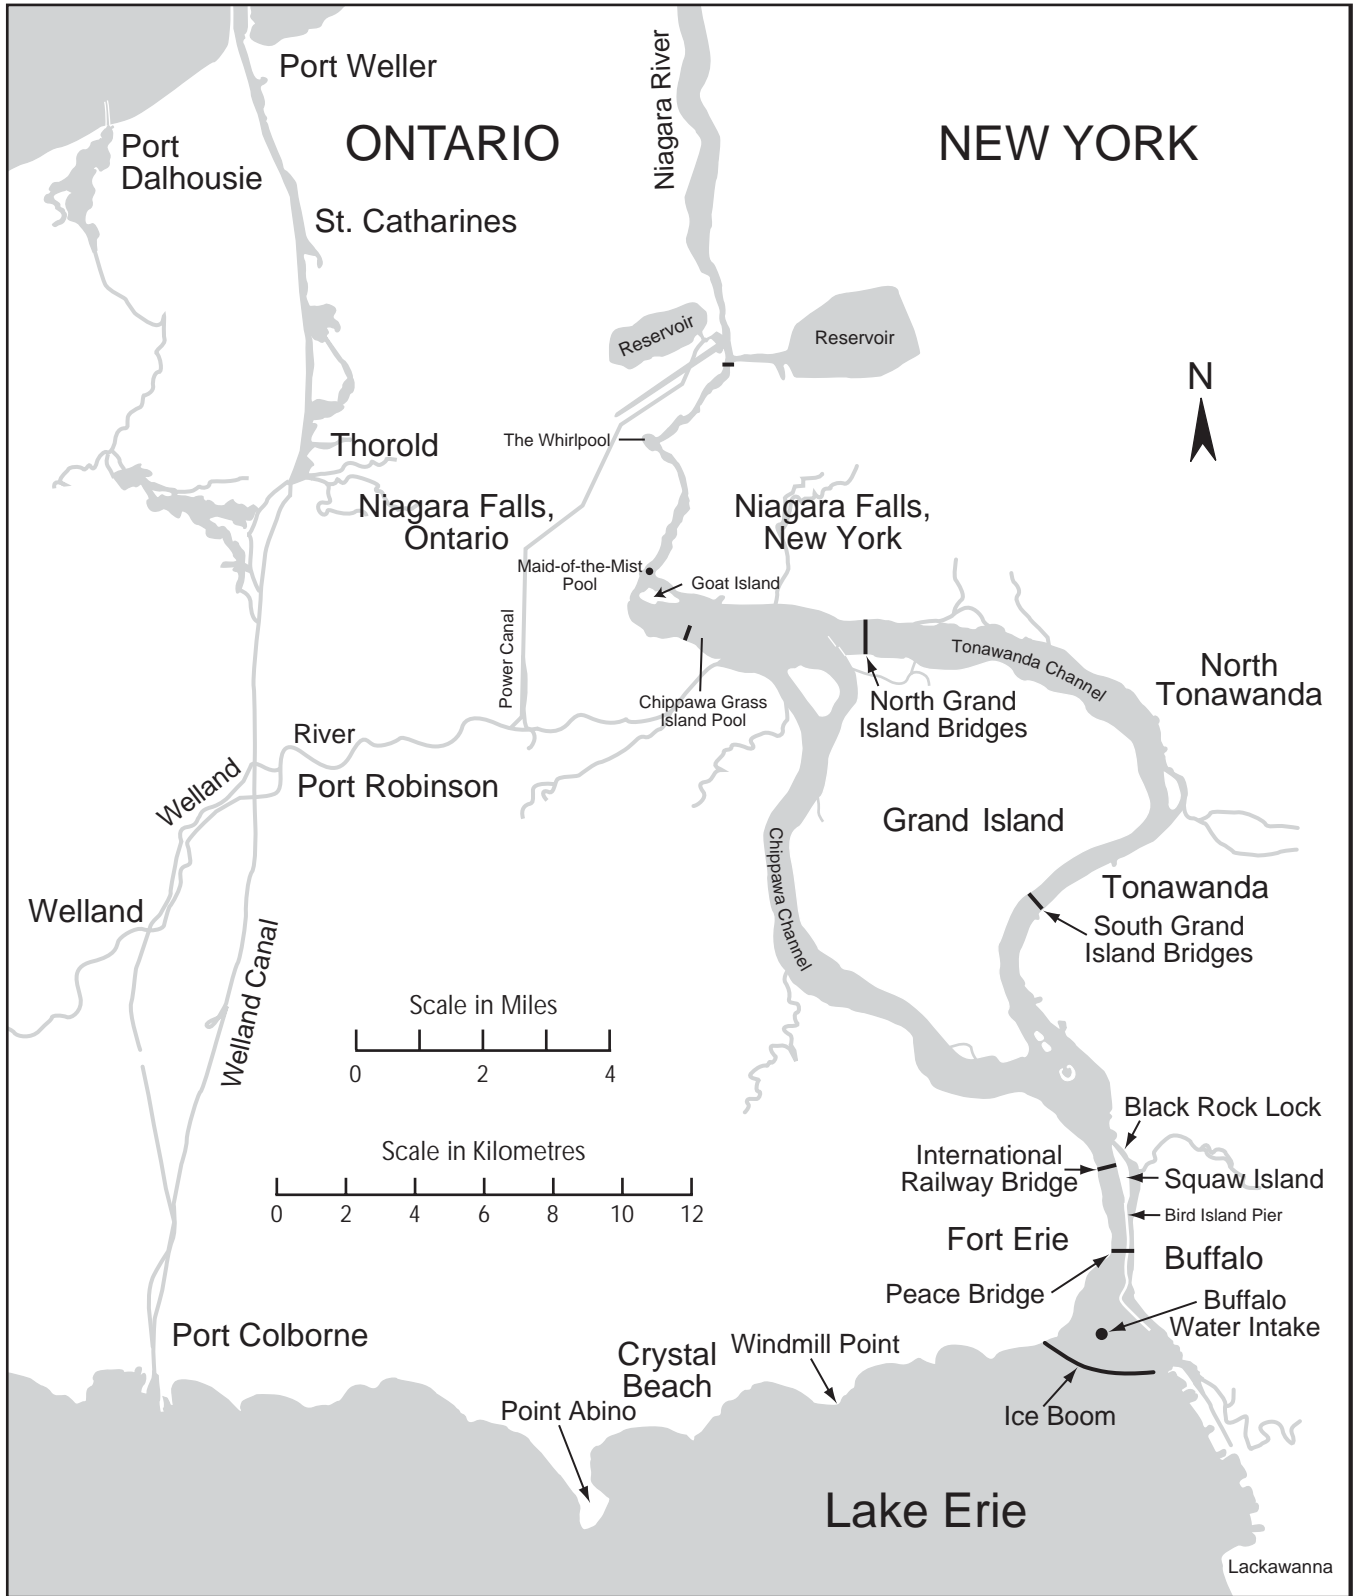 Port Weller
ONTARIO
Niagara River
NEW YORK
Port
Dalhousie
St. Catharines
Reservoir
Reservoir
N
Thorold
The Whirlpool
Niagara Falls,
Ontario
Niagara Falls,
New York
Maid-of-the-Mist
Pool
Goat Island
Power Canal
Tonawanda Channel
North
Tonawanda
Chippawa Grass
Island Pool
North Grand
Island Bridges
River
Welland
Port Robinson
Grand Island
Chippawa Channel
Tonawanda
Welland
South Grand
Island Bridges
Welland Canal
Scale in Miles
0 2 4
Black Rock Lock
Scale in Kilometres
0 2 4 6 8 10 12
International
Railway Bridge
Squaw Island
Bird Island Pier
Fort Erie
Buffalo
Peace Bridge
Buffalo
Water Intake
Port Colborne
Crystal
Beach
Windmill Point
Point Abino
Ice Boom
Lake Erie
Lackawanna